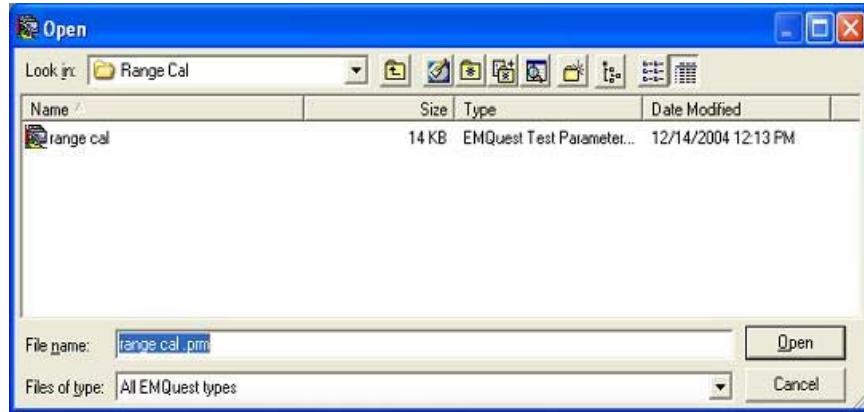 Open
Look in: Range Cal
Name Size Type Date Modified
range cal 14 KB EMQuest Test Parameter... 12/14/2004 12:13 PM
File name: range cal .prm Open
Files of type: All EMQuest types Cancel